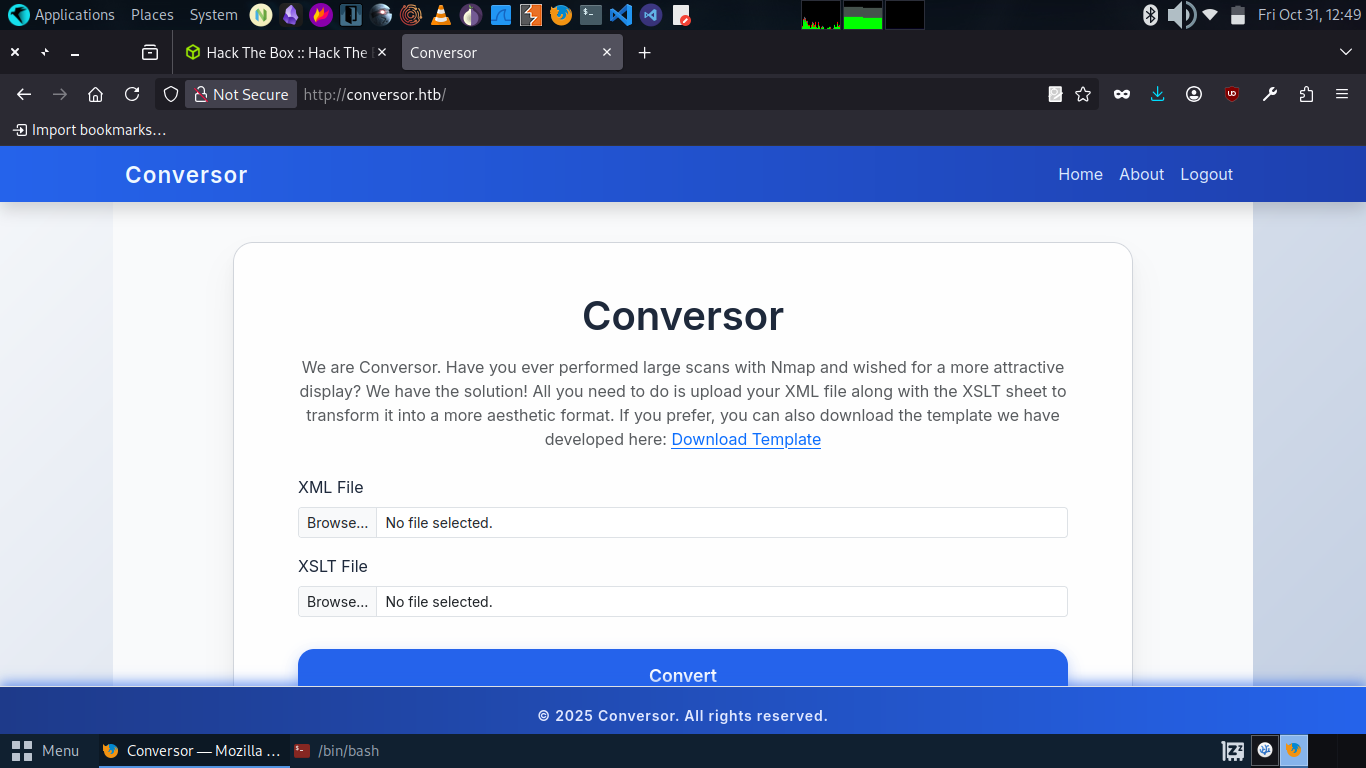 Applications Places System Fri Oct 31, 12:49
Hack The Box :: Hack The
Conversor
Not Secure http://conversor.htb/
Import bookmarks…
Conversor
Home About Logout
Conversor
We are Conversor. Have you ever performed large scans with Nmap and wished for a more attractive
display? We have the solution! All you need to do is upload your XML file along with the XSLT sheet to
transform it into a more aesthetic format. If you prefer, you can also download the template we have
developed here: Download Template
XML File
Browse... No file selected.
XSLT File
Browse... No file selected.
Convert
© 2025 Conversor. All rights reserved.
Menu Conversor — Mozilla ... /bin/bash